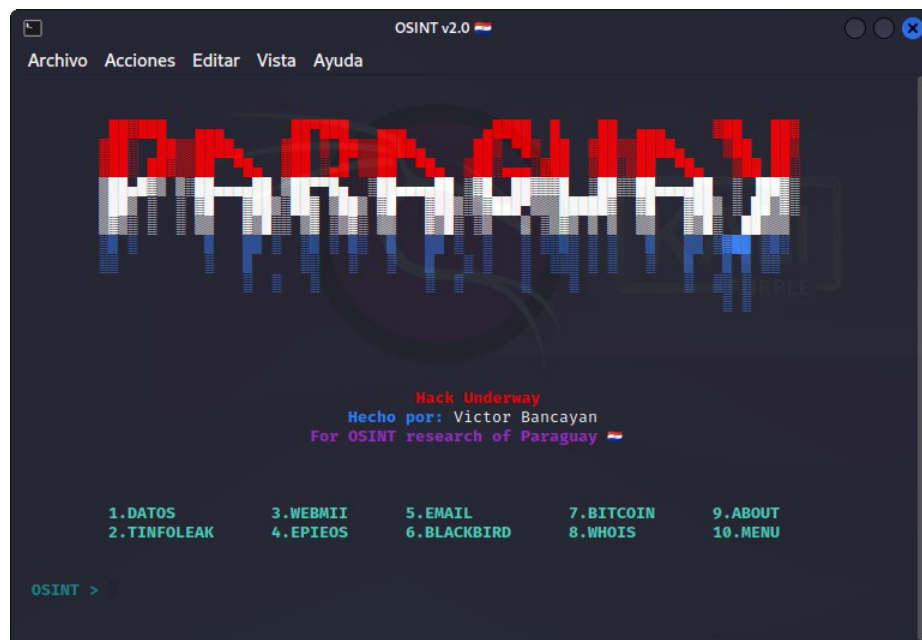 OSINT v2.0
Archivo Acciones Editar Vista Ayuda
PARAGUAY
KALI
PURPLE
Hack Underway
Hecho por: Victor Bancayan
For OSINT research of Paraguay
1.DATOS 3.WEBMII 5.EMAIL 7.BITCOIN 9.ABOUT
2.TINFOLEAK 4.EPIEOS 6.BLACKBIRD 8.WHOIS 10.MENU
OSINT >